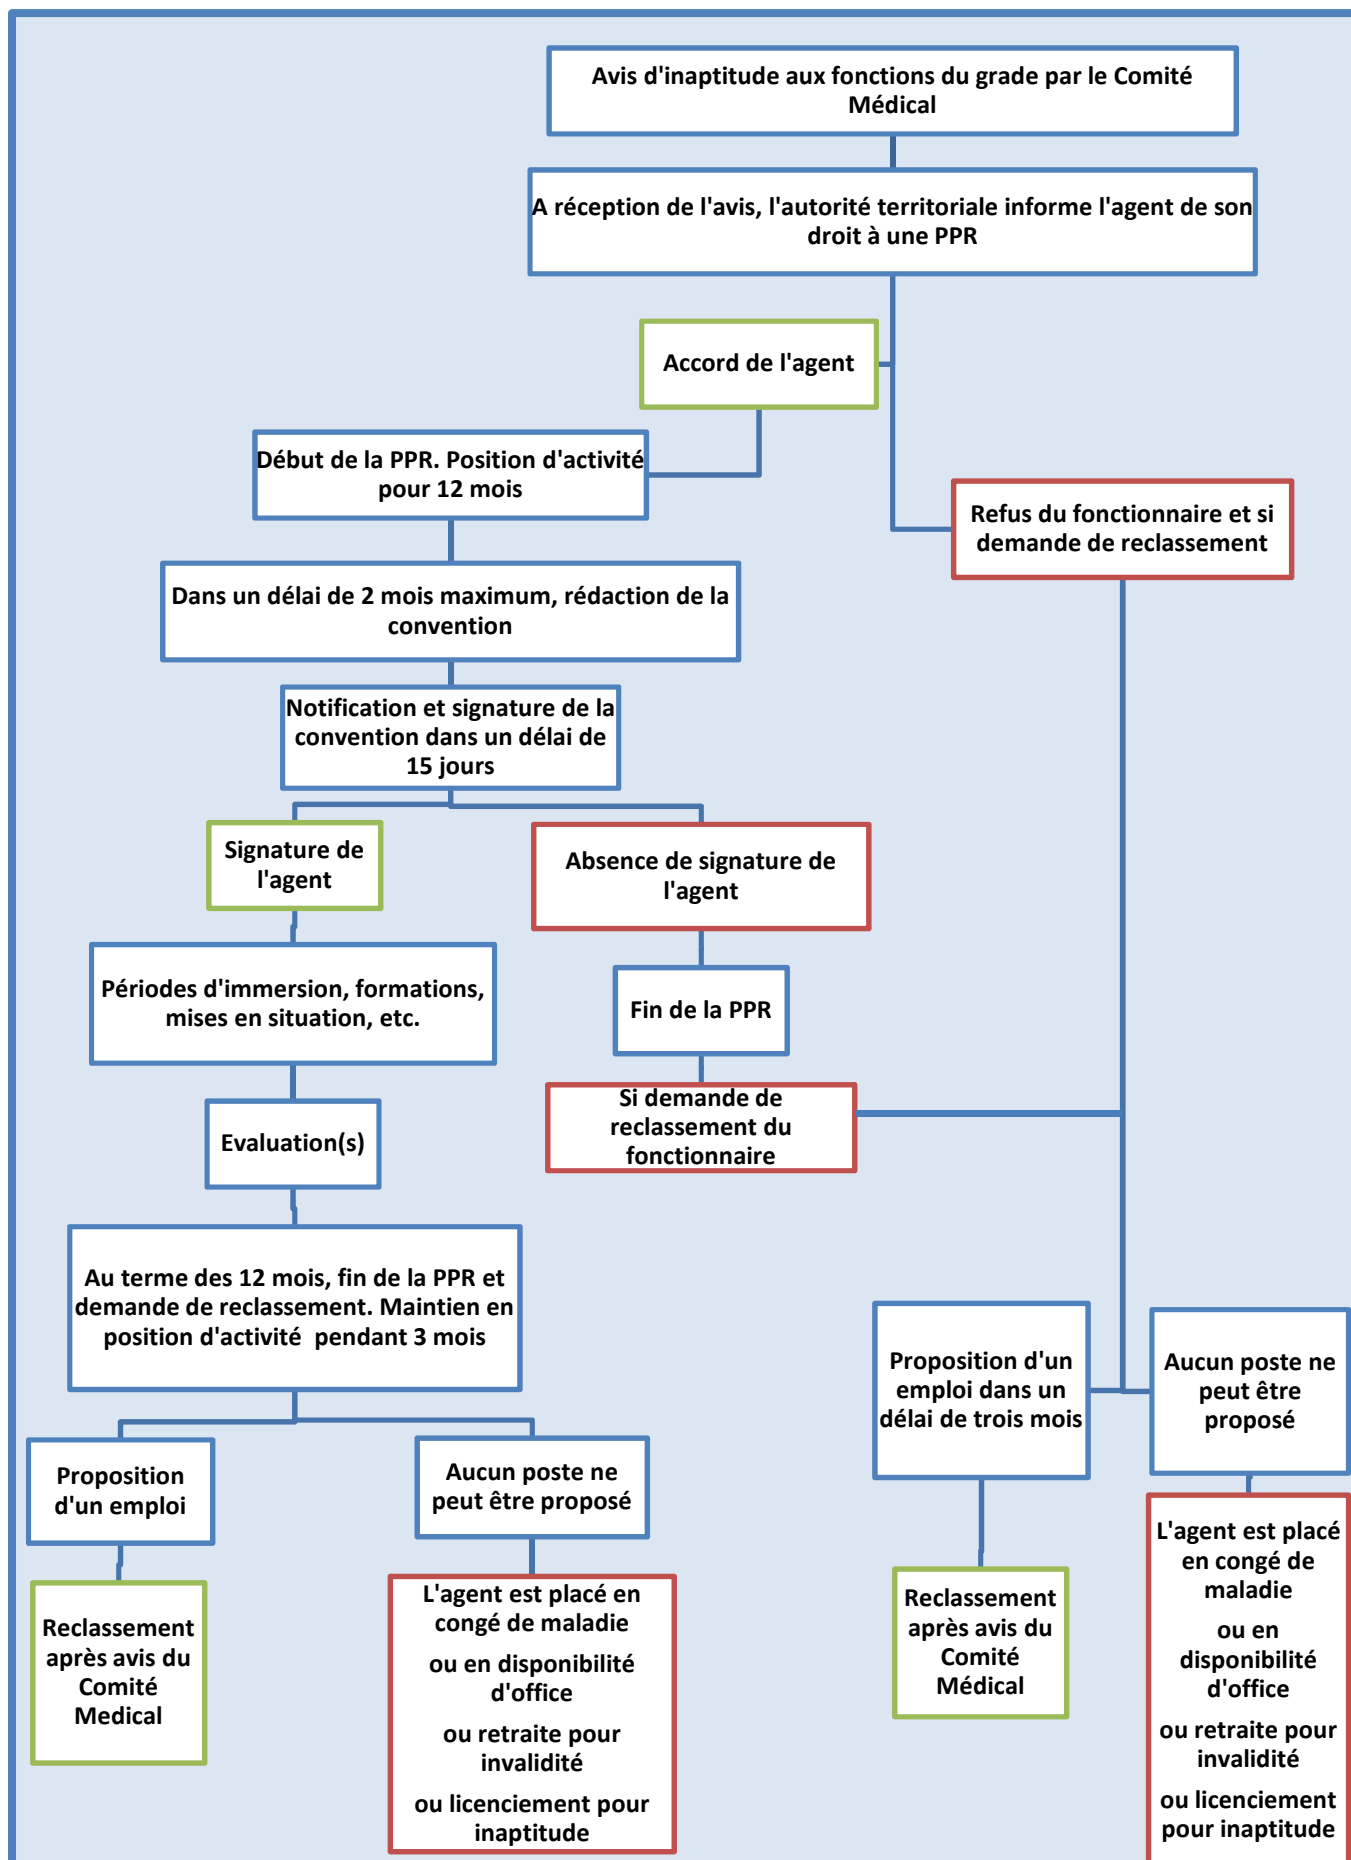 Avis d'inaptitude aux fonctions du grade par le Comité
Médical
A réception de l'avis, l'autorité territoriale informe l'agent de son
droit à une PPR
Accord de l'agent
Début de la PPR. Position d'activité
pour 12 mois
Refus du fonctionnaire et si
demande de reclassement
Dans un délai de 2 mois maximum, rédaction de la
convention
Notification et signature de la
convention dans un délai de
15 jours
Signature de
l'agent
Absence de signature de
l'agent
Périodes d'immersion, formations,
mises en situation, etc.
Fin de la PPR
Si demande de
reclassement du
fonctionnaire
Evaluation(s)
Au terme des 12 mois, fin de la PPR et
demande de reclassement. Maintien en
position d'activité  pendant 3 mois
Proposition d'un
emploi dans un
délai de trois mois
Aucun poste ne
peut être
proposé
Proposition
d'un emploi
Aucun poste ne
peut être proposé
Reclassement
après avis du
Comité
Medical
L'agent est placé en
congé de maladie
ou en disponibilité
d'office
ou retraite pour
invalidité
ou licenciement pour
inaptitude
Reclassement
après avis du
Comité
Médical
L'agent est placé
en congé de
maladie
ou en
disponibilité
d'office
ou retraite pour
invalidité
ou licenciement
pour inaptitude